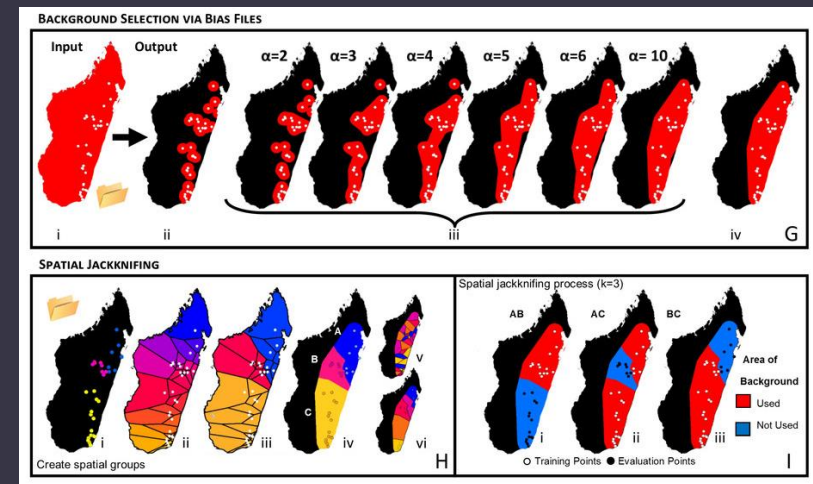 BACKGROUND SELECTION VIA BIAS FILES
Input Output α=2 α=3 α=4 α=5 α=6 α= 10
i ii iii iv G
SPATIAL JACKKNIFING
Spatial jackknifing process (k=3)
AB AC BC
A
B
C
v
Area of
Background
Used
Not Used
i ii iii iv vi
i ii iii
Create spatial groups H
Training Points Evaluation Points I